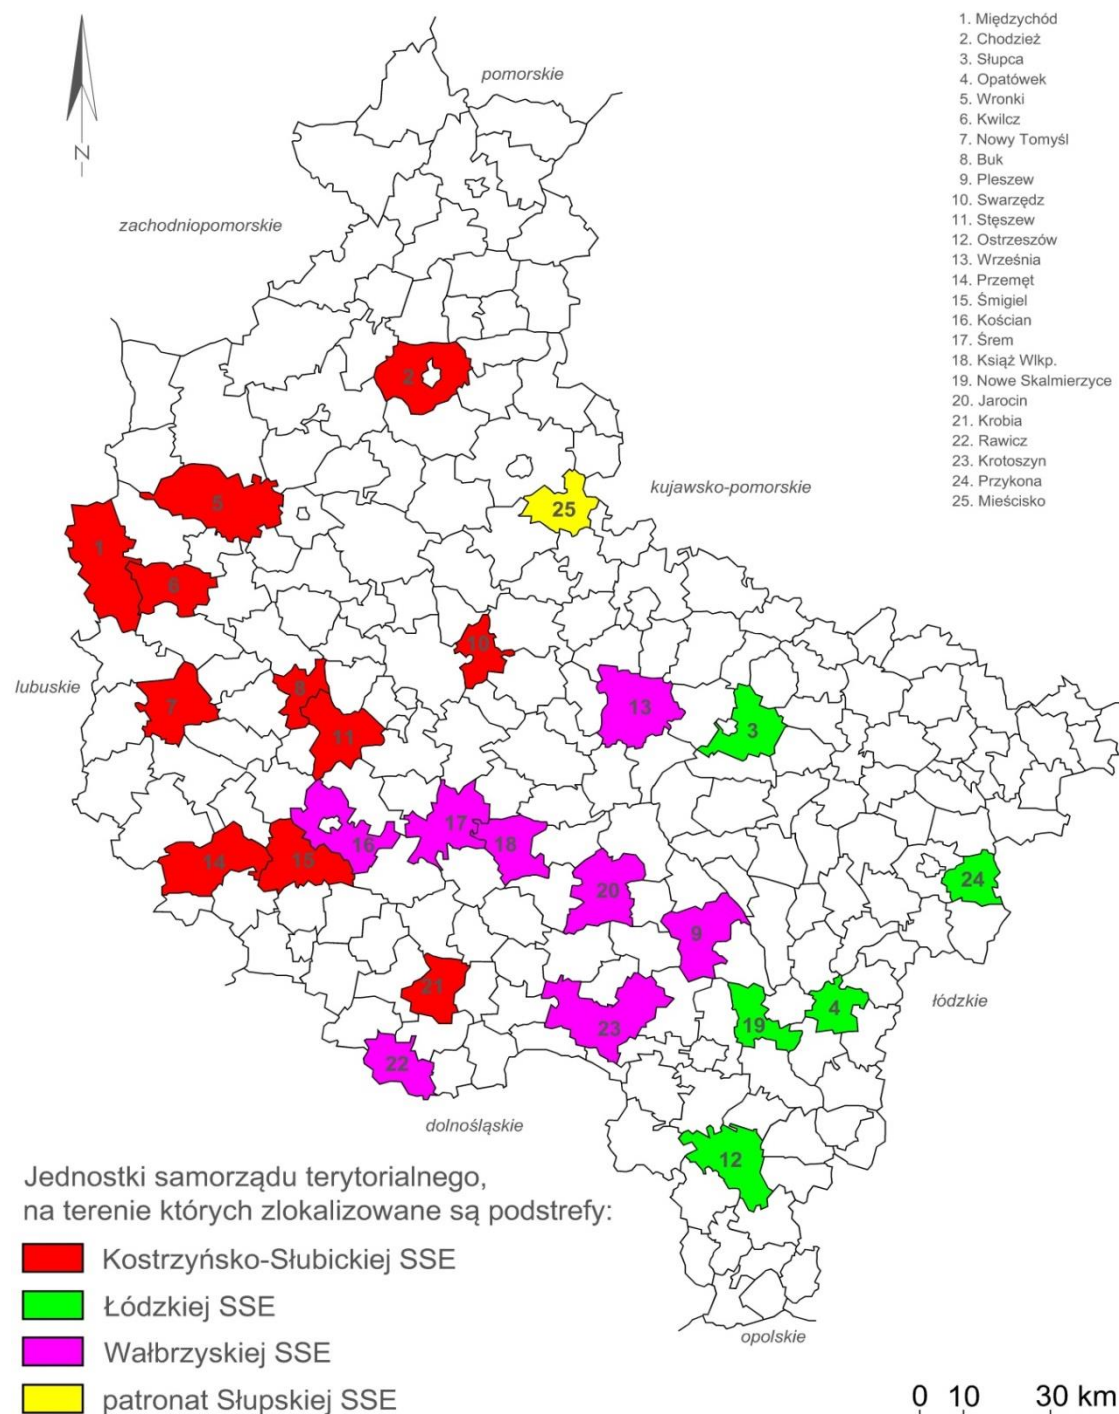 1. Międzychód
2. Chodzież
3. Słupca
4. Opatówek
5. Wronki
6. Kwilcz
7. Nowy Tomyśl
8. Buk
9. Pleszew
10. Swarzędz
11. Stęszew
12. Ostrzeszów
13. Września
14. Przemęt
15. Śmigiel
16. Kościan
17. Śrem
18. Książ Wlkp.
19. Nowe Skalmierzyce
20. Jarocin
21. Krobia
22. Rawicz
23. Krotoszyn
24. Przykona
25. Mieścisko
N
pomorskie
zachodniopomorskie
2
kujawsko-pomorskie
5
25
1
6
10
lubuskie
8
7
13
11
3
17
16
18
14
15
24
20
9
21
łódzkie
4
19
23
22
dolnośląskie
12
opolskie
Jednostki samorządu terytorialnego,
na terenie których zlokalizowane są podstrefy:
Kostrzyńsko-Słubickiej SSE
Łódzkiej SSE
Wałbrzyskiej SSE
patronat Słupskiej SSE
0 10 30 km